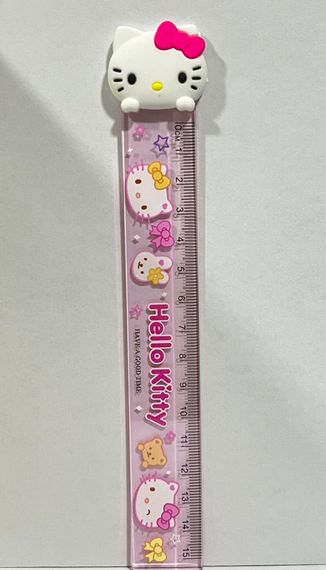 0CM 1 2 3 4 5 6 7 8 9 10 11 12 13 14 15
Hello Kitty
HAVE A GOOD TIME.